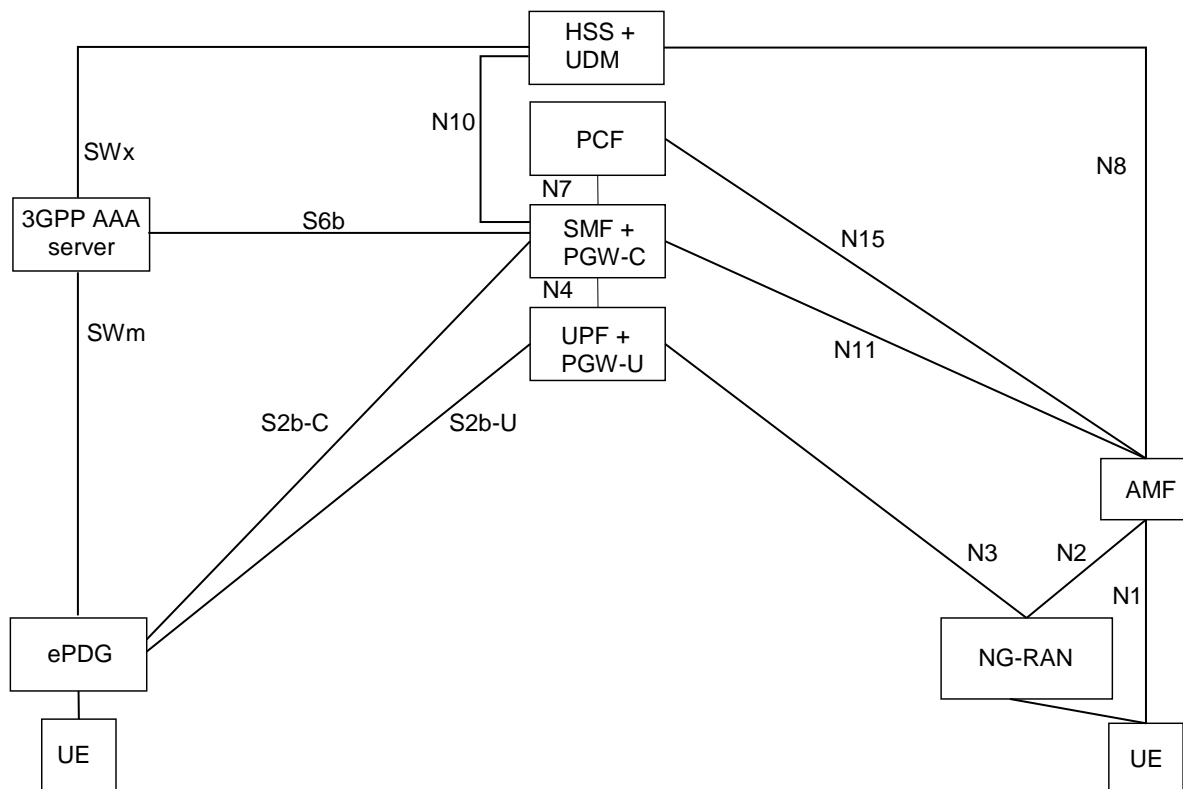 HSS +
UDM
N10
PCF
SWx
N8
N7
3GPP AAA
server
S6b
SMF +
PGW-C
N15
N4
SWm
UPF +
PGW-U
N11
S2b-C
S2b-U
AMF
N3
N2
N1
ePDG
NG-RAN
UE
UE